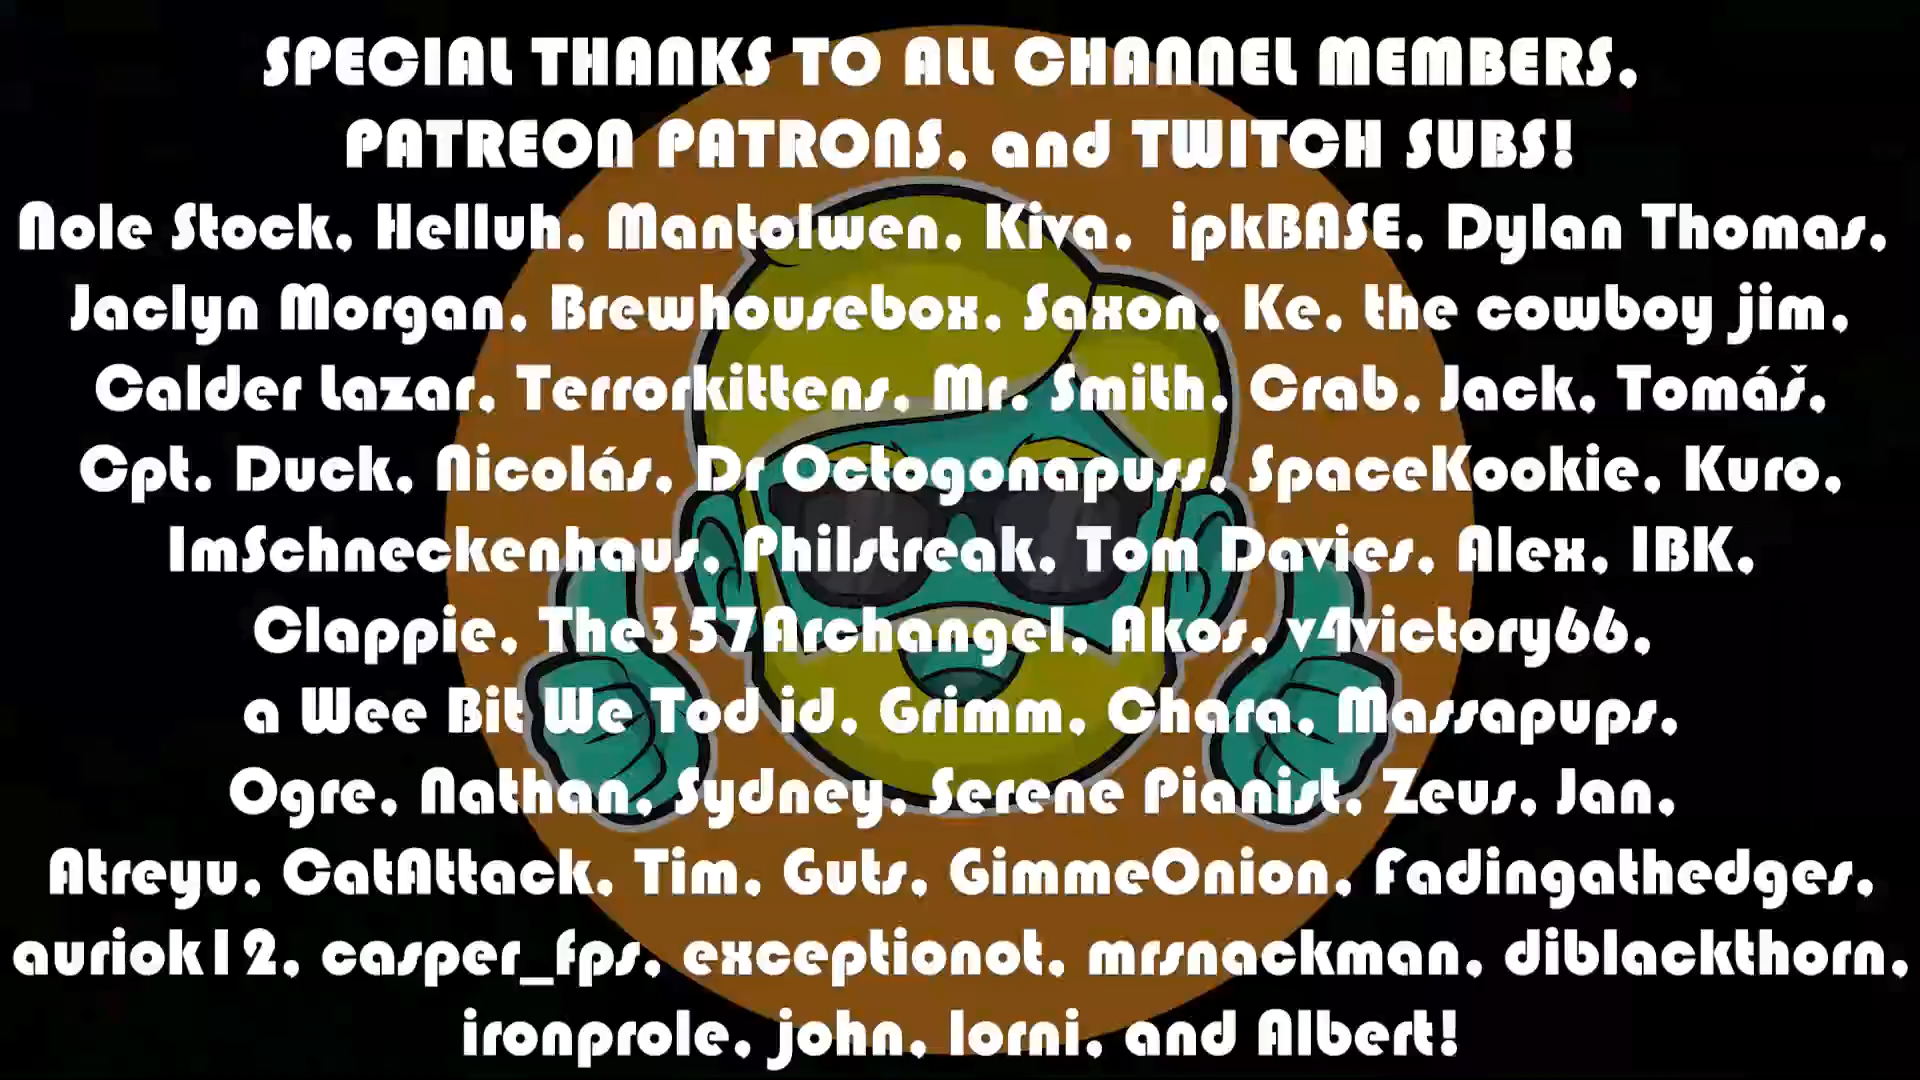 SPECIAL THANKS TO ALL CHANNEL MEMBERS,
PATREON PATRONS, and TWITCH SUBS!
Nole Stock, Helluh, Mantolwen, Kiva, ipkBASE, Dylan Thomas,
Jaclyn Morgan, Brewhousebox, Saxon, Ke, the cowboy jim,
Calder Lazar, Terrorkittens, Mr. Smith, Crab, Jack, Tomáš,
Cpt. Duck, Nicolás, Dr Octogonapuss, SpaceKookie, Kuro,
ImSchneckenhaus, Philstreak, Tom Davies, Alex, IBK,
Clappie, The357Archangel, Akos, v4victory66,
a Wee Bit We Tod id, Grimm, Chara, Massapups,
Ogre, Nathan, Sydney, Serene Pianist, Zeus, Jan,
Atreyu, CatAttack, Tim, Guts, GimmeOnion, Fadingathedges,
auriok12, casper_fps, exceptionot, mrsnackman, diblackthorn,
ironprole, john, lorni, and Albert!